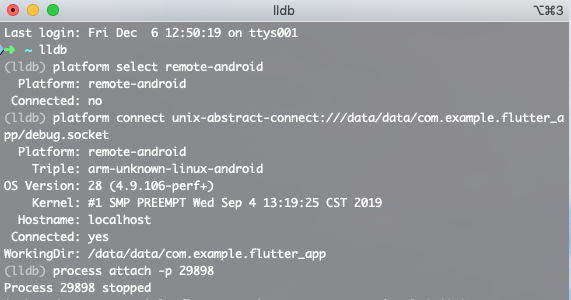 lldb
⌥⌘3
Last login: Fri Dec  6 12:50:19 on ttys001
➜  ~ lldb
(lldb) platform select remote-android
  Platform: remote-android
 Connected: no
(lldb) platform connect unix-abstract-connect:///data/data/com.example.flutter_a
pp/debug.socket
  Platform: remote-android
    Triple: arm-unknown-linux-android
OS Version: 28 (4.9.106-perf+)
    Kernel: #1 SMP PREEMPT Wed Sep 4 13:19:25 CST 2019
  Hostname: localhost
 Connected: yes
WorkingDir: /data/data/com.example.flutter_app
(lldb) process attach -p 29898
Process 29898 stopped